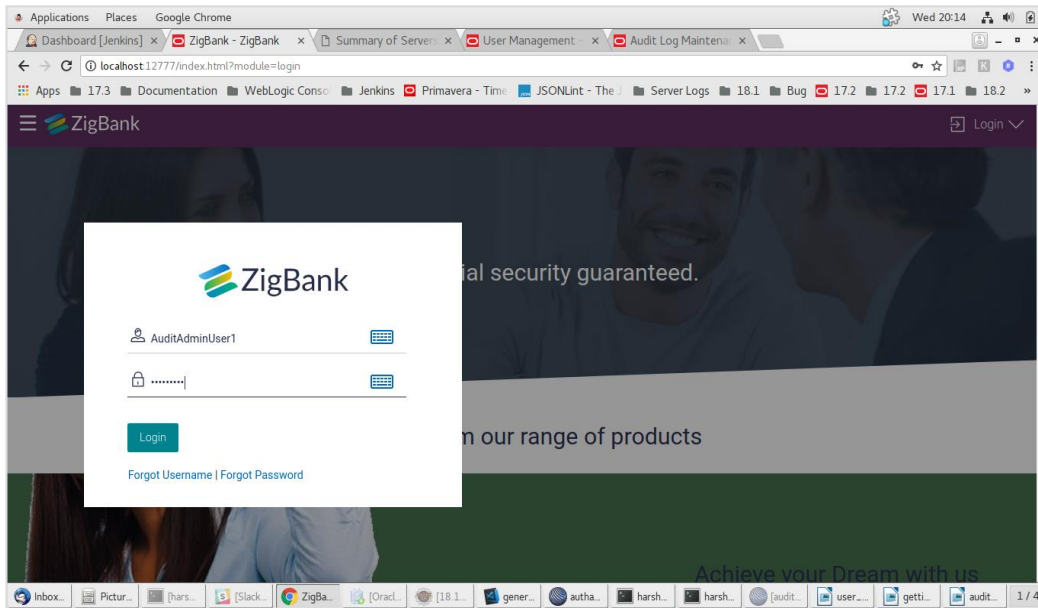 Applications Places Google Chrome Wed 20:14
Dashboard [Jenkins] × ZigBank - ZigBank × Summary of Servers × User Management - × Audit Log Maintenan ×
localhost:12777/index.html?module=login
Apps 17.3 Documentation WebLogic Conso Jenkins Primavera - Time JSONLint - The J Server Logs 18.1 Bug 17.2 17.2 17.1 18.2 »
ZigBank Login
ZigBank
ial security guaranteed.
AuditAdminUser1
•••••••••
Login
m our range of products
Forgot Username | Forgot Password
Achieve your Dream with us
Inbox... Pictur... [hars... [Slack... ZigBa... [Oracl... [18.1... gener... autha... harsh... harsh... [audit... user_... getti... audit... 1 / 4